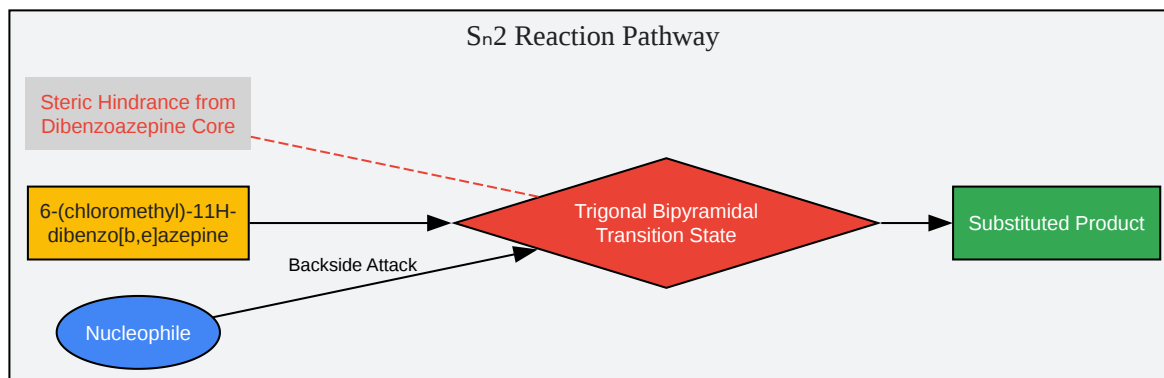 Sₙ2 Reaction Pathway
Steric Hindrance from
Dibenzoazepine Core
6-(chloromethyl)-11H-
dibenzo[b,e]azepine
Trigonal Bipyramidal
Transition State
Substituted Product
Backside Attack
Nucleophile